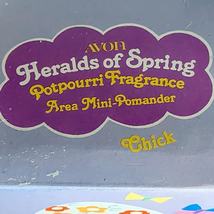 AVON
Heralds of Spring
Potpourri Fragrance
Area Mini-Pomander
Chick